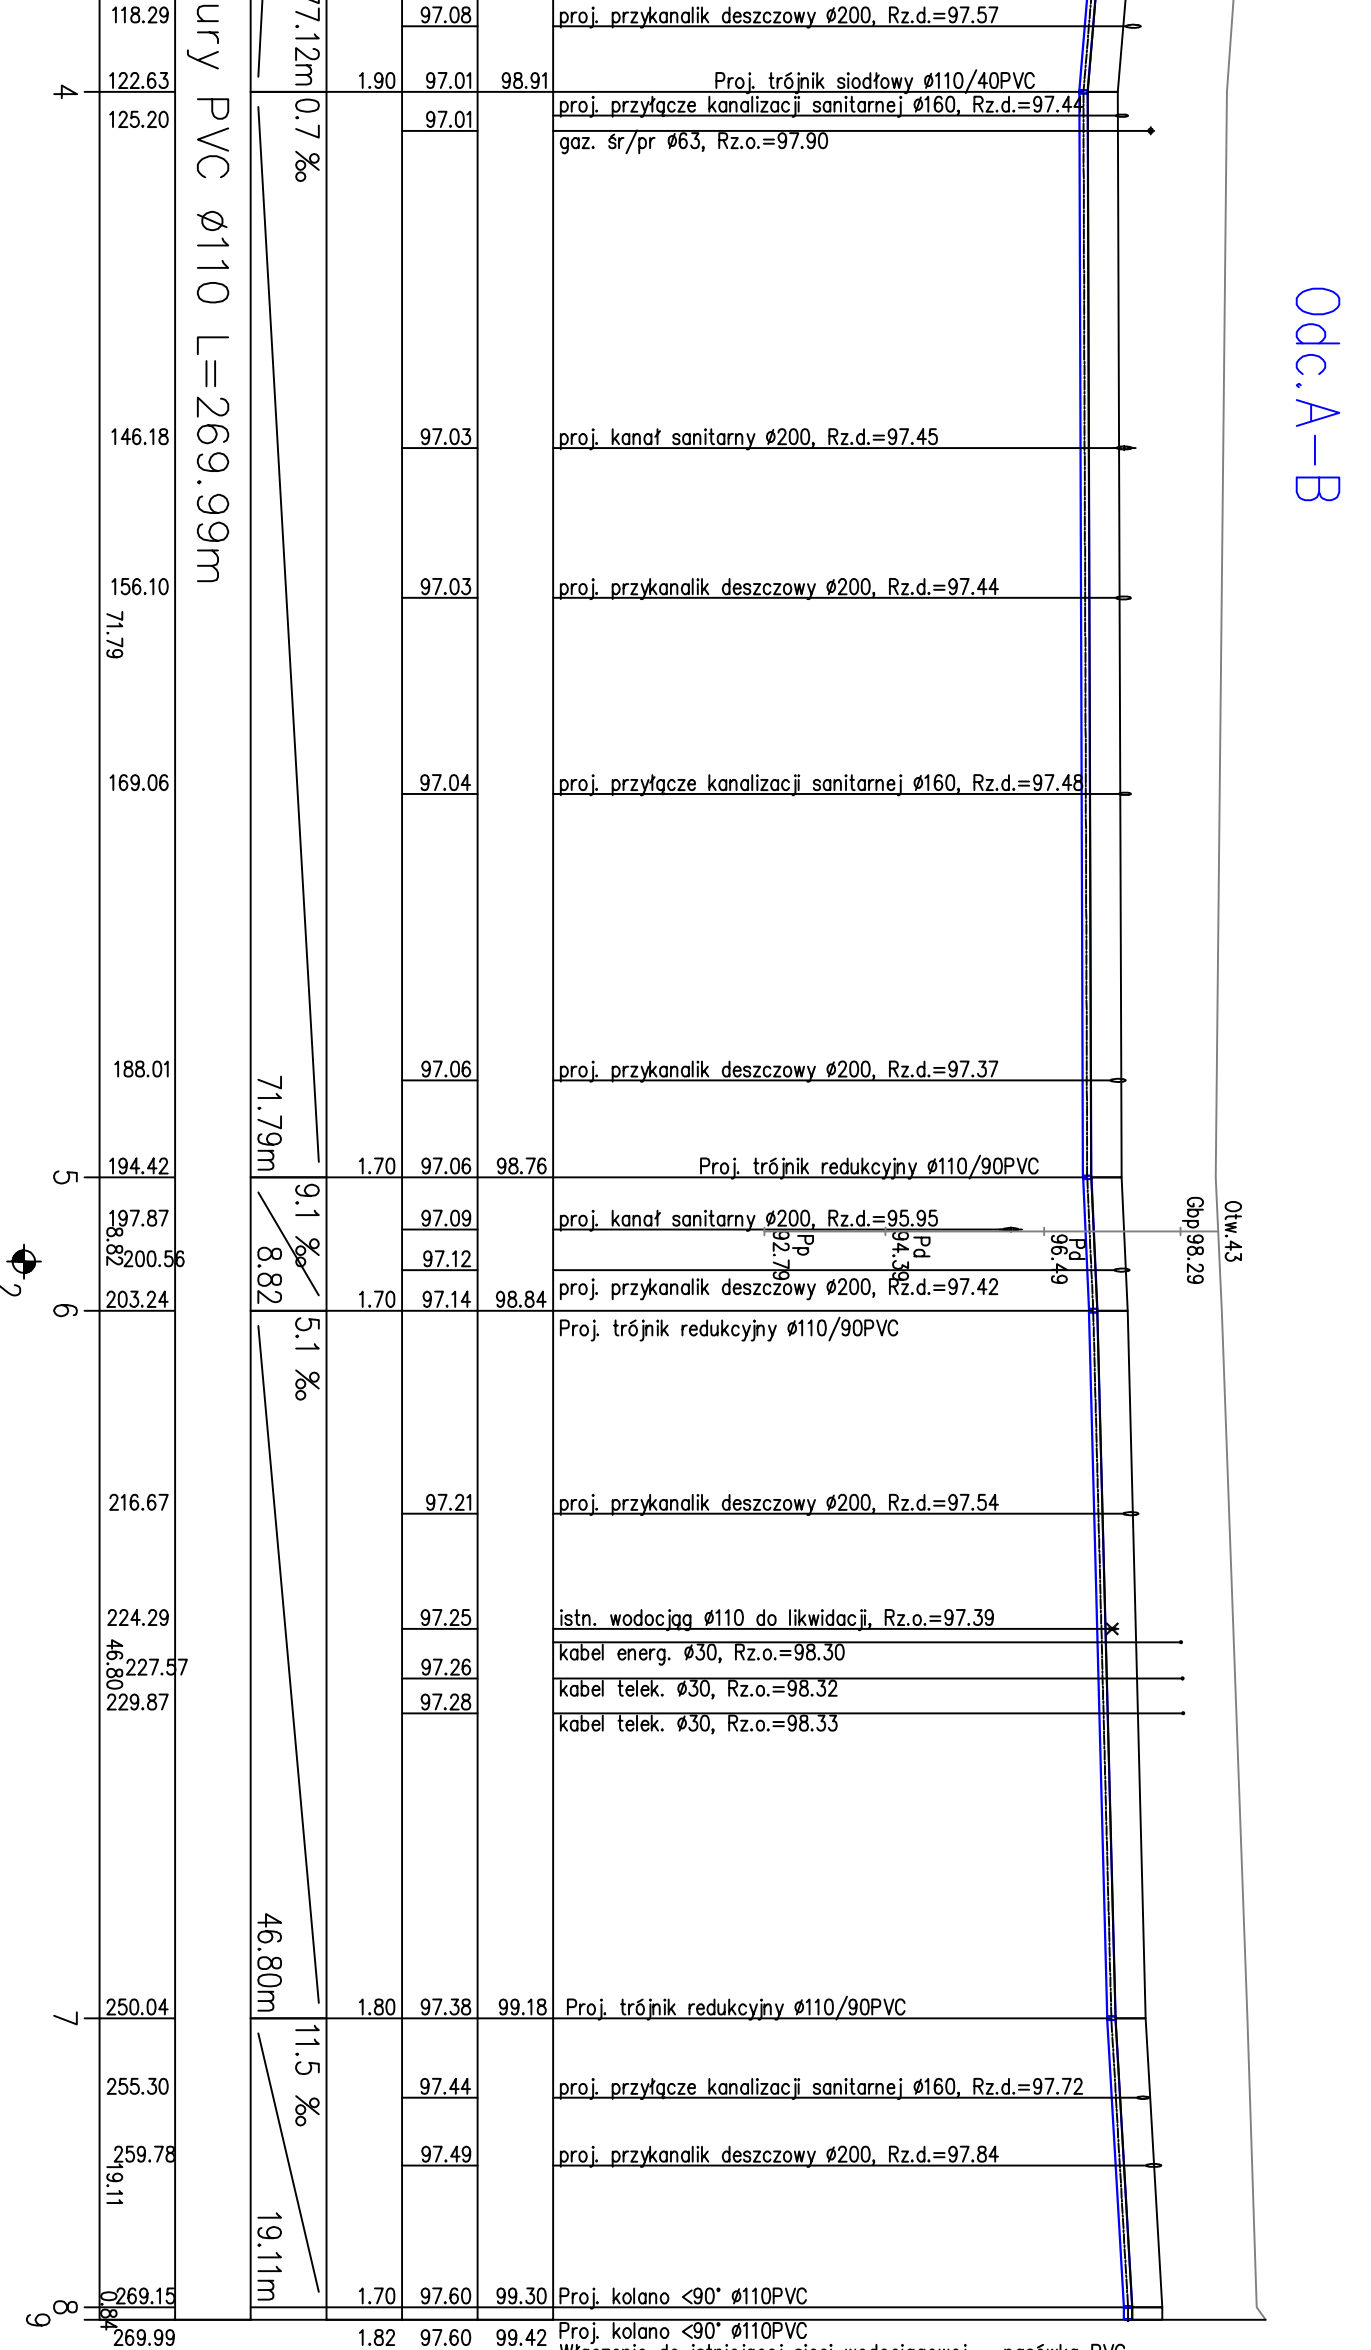 118.29 97.08 proj. przykanalik deszczowy ø200, Rz.d.=97.57
77.12m
4 122.63 1.90 97.01 98.91 Proj. trójnik siodłowy ø110/40PVC
proj. przyłącze kanalizacji sanitarnej ø160, Rz.d.=97.44
125.20 0.7 ‰ 97.01 gaz. śr/pr ø63, Rz.o.=97.90
PVC ø110 L=269.99m
Odc.A-B
146.18 97.03 proj. kanał sanitarny ø200, Rz.d.=97.45
156.10 97.03 proj. przykanalik deszczowy ø200, Rz.d.=97.44
71.79
169.06 97.04 proj. przyłącze kanalizacji sanitarnej ø160, Rz.d.=97.48
188.01 97.06 proj. przykanalik deszczowy ø200, Rz.d.=97.37
71.79m
5 194.42 1.70 97.06 98.76 Proj. trójnik redukcyjny ø110/90PVC
197.87 9.1 ‰ 97.09 proj. kanał sanitarny ø200, Rz.d.=95.95
Otw.43
Gbp98.29
Pd
96.49
Pd
94.39
Pp
92.79
8.82 200.56 8.82 97.12 proj. przykanalik deszczowy ø200, Rz.d.=97.42
2
6 203.24 1.70 97.14 98.84 Proj. trójnik redukcyjny ø110/90PVC
5.1 ‰
216.67 97.21 proj. przykanalik deszczowy ø200, Rz.d.=97.54
224.29 97.25 istn. wodocjąg ø110 do likwidacji, Rz.o.=97.39
kabel energ. ø30, Rz.o.=98.30
46.80 227.57 97.26 kabel telek. ø30, Rz.o.=98.32
229.87 97.28 kabel telek. ø30, Rz.o.=98.33
46.80m
7 250.04 1.80 97.38 99.18 Proj. trójnik redukcyjny ø110/90PVC
11.5 ‰
255.30 97.44 proj. przyłącze kanalizacji sanitarnej ø160, Rz.d.=97.72
259.78 97.49 proj. przykanalik deszczowy ø200, Rz.d.=97.84
19.11
19.11m
8 269.15 1.70 97.60 99.30 Proj. kolano <90° ø110PVC
0.84
9 269.99 1.82 97.60 99.42 Proj. kolano <90° ø110PVC